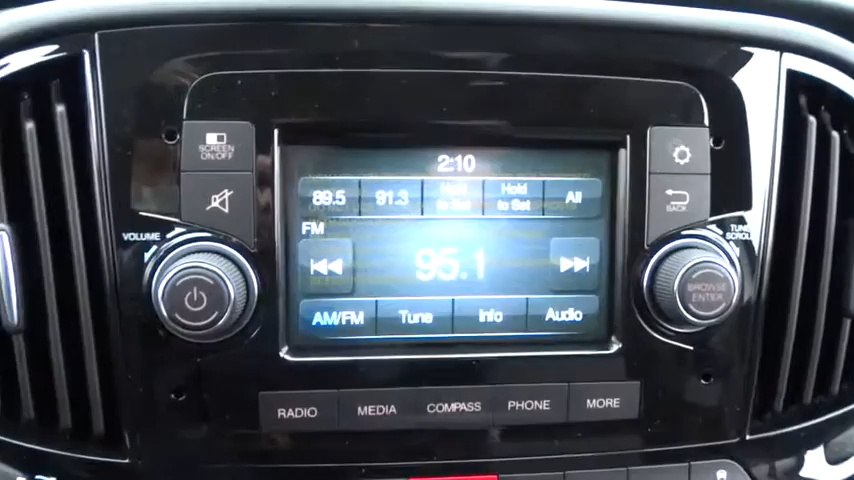 2:10
SCREEN
ON/OFF
89.5 91.3 Hold to Set Hold to Set All
BACK
FM
VOLUME
TUNE
SCROLL
95.1
BROWSE
ENTER
AM/FM Tune Info Audio
RADIO MEDIA COMPASS PHONE MORE